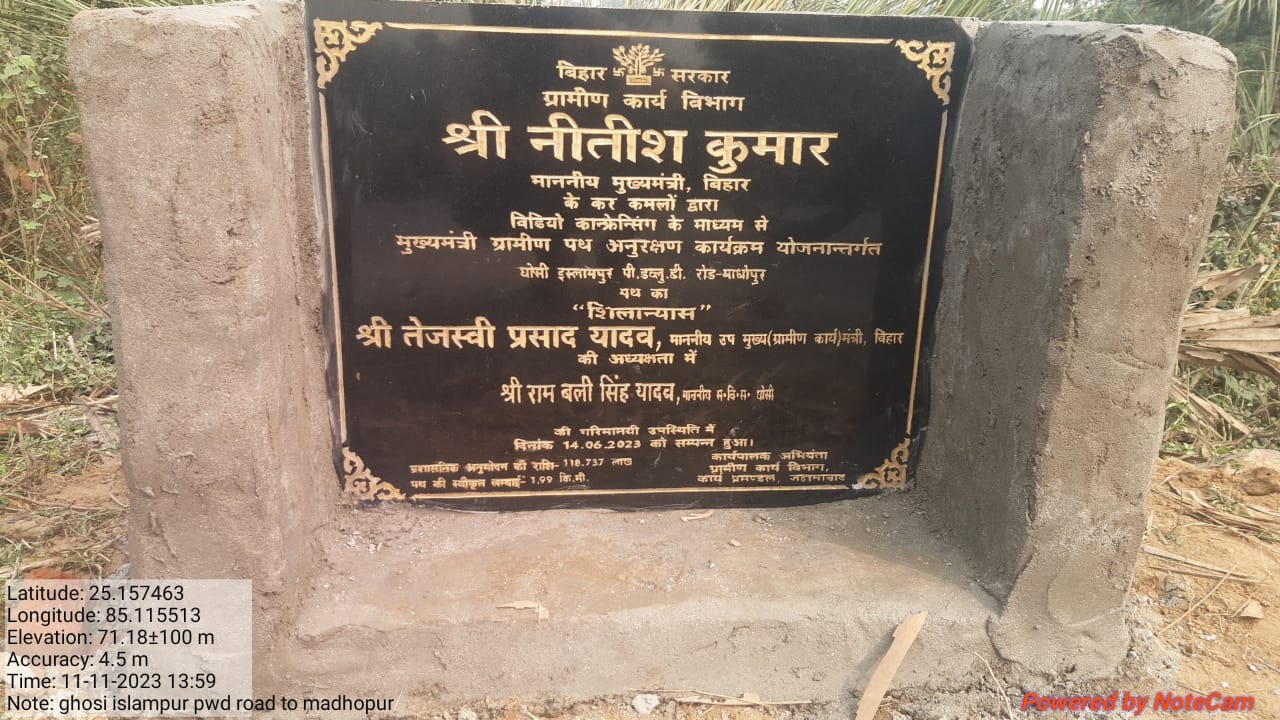 बिहार सरकार
ग्रामीण कार्य विभाग
श्री नीतीश कुमार
माननीय मुख्यमंत्री, बिहार
के कर कमलों द्वारा
विडियो कान्फ्रेन्सिंग के माध्यम से
मुख्यमंत्री ग्रामीण पथ अनुरक्षण कार्यक्रम योजनान्तर्गत
घोसी इस्लामपुर पी.डब्लु.डी. रोड-माधोपुर
पथ का
“शिलान्यास”
श्री तेजस्वी प्रसाद यादव, माननीय उप मुख्य(ग्रामीण कार्य)मंत्री, बिहार
की अध्यक्षता में
श्री राम बली सिंह यादव, माननीय स॰वि॰स॰ घोसी
की गरिमामयी उपस्थिति में
दिनांक 14.06.2023 को सम्पन्न हुआ।
प्रशासनिक अनुमोदन की राशि- 118.737 लाख
पथ की स्वीकृत लम्बाई- 1.99 कि.मी.
कार्यपालक अभियंता
ग्रामीण कार्य विभाग,
कार्य प्रमण्डल, जहानाबाद
Latitude: 25.157463
Longitude: 85.115513
Elevation: 71.18±100 m
Accuracy: 4.5 m
Time: 11-11-2023 13:59
Note: ghosi islampur pwd road to madhopur
Powered by NoteCam